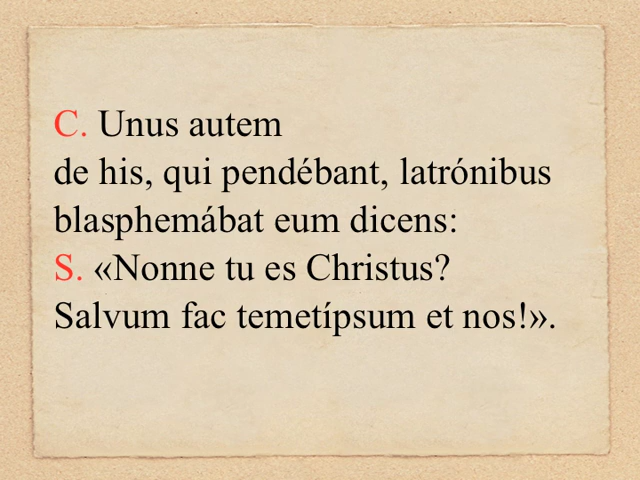 C. Unus autem
de his, qui pendébant, latrónibus
blasphemábat eum dicens:
S. «Nonne tu es Christus?
Salvum fac temetípsum et nos!».